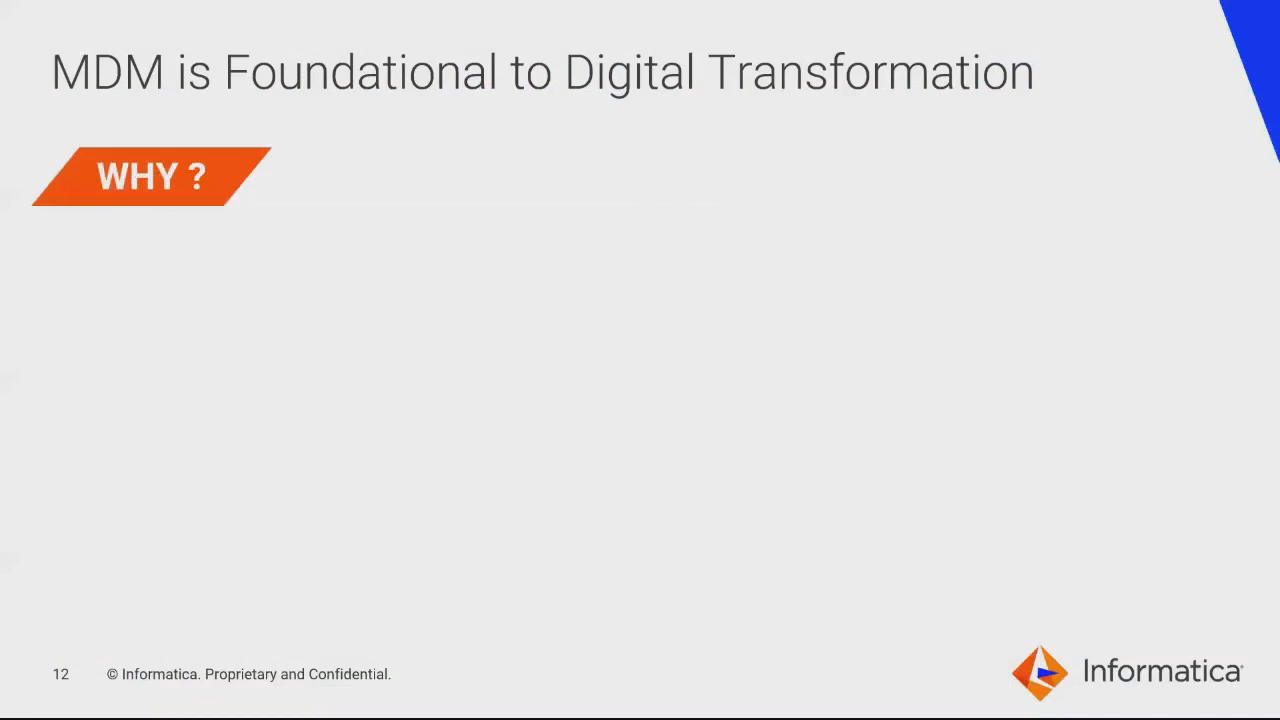 MDM is Foundational to Digital Transformation
WHY ?
12 © Informatica. Proprietary and Confidential.
Informatica